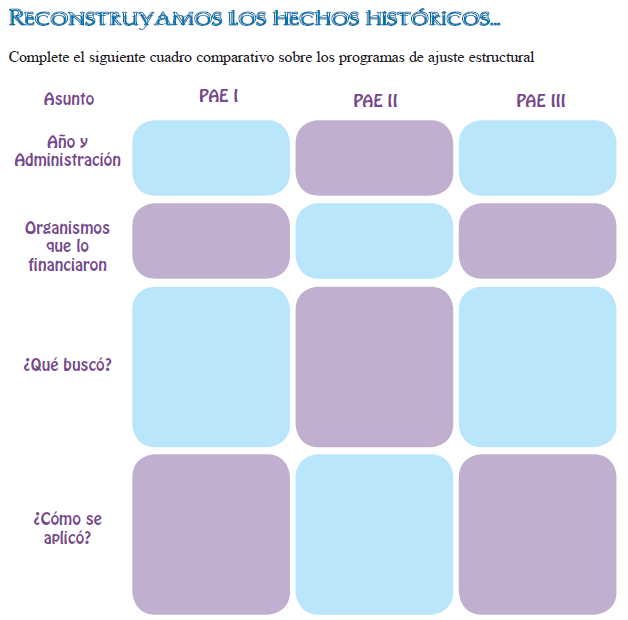 Reconstruyamos los hechos históricos...
Complete el siguiente cuadro comparativo sobre los programas de ajuste estructural
Asunto PAE I PAE II PAE III
Año y
Administración
Organismos
que lo
financiaron
¿Qué buscó?
¿Cómo se
aplicó?